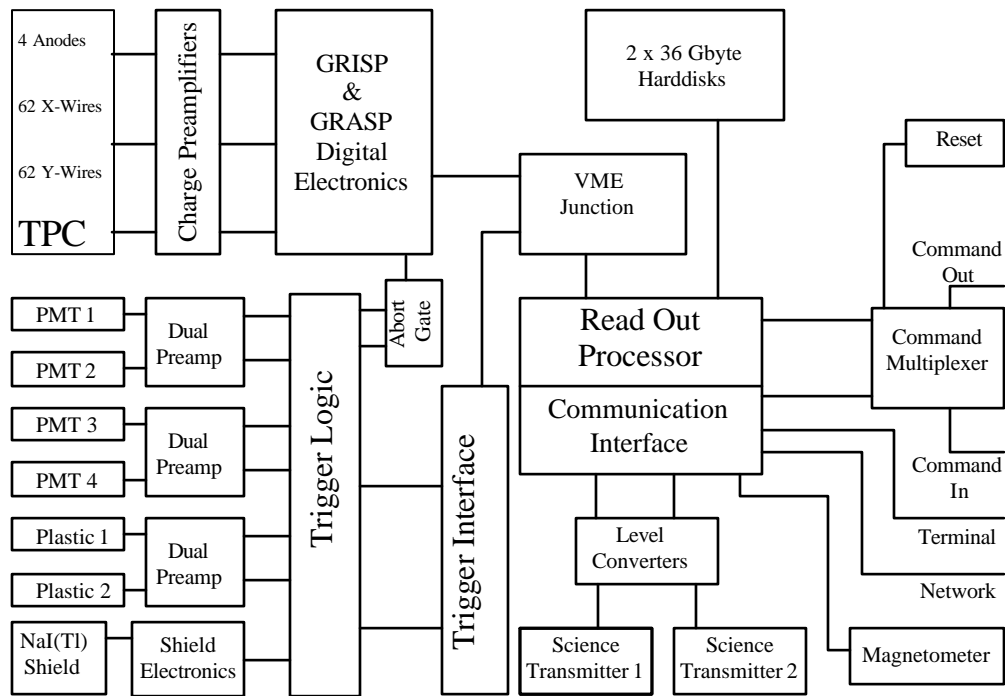 4 Anodes
62 X-Wires
62 Y-Wires
TPC
Charge Preamplifiers
GRISP
&
GRASP
Digital
Electronics
2 x 36 Gbyte
Harddisks
Reset
VME
Junction
Command
Out
PMT 1
PMT 2
Dual
Preamp
Abort
Gate
Read Out
Processor
Command
Multiplexer
PMT 3
PMT 4
Dual
Preamp
Trigger Logic
Trigger Interface
Communication
Interface
Command
In
Plastic 1
Plastic 2
Dual
Preamp
Level
Converters
Terminal
Network
NaI(Tl)
Shield
Shield
Electronics
Science
Transmitter 1
Science
Transmitter 2
Magnetometer